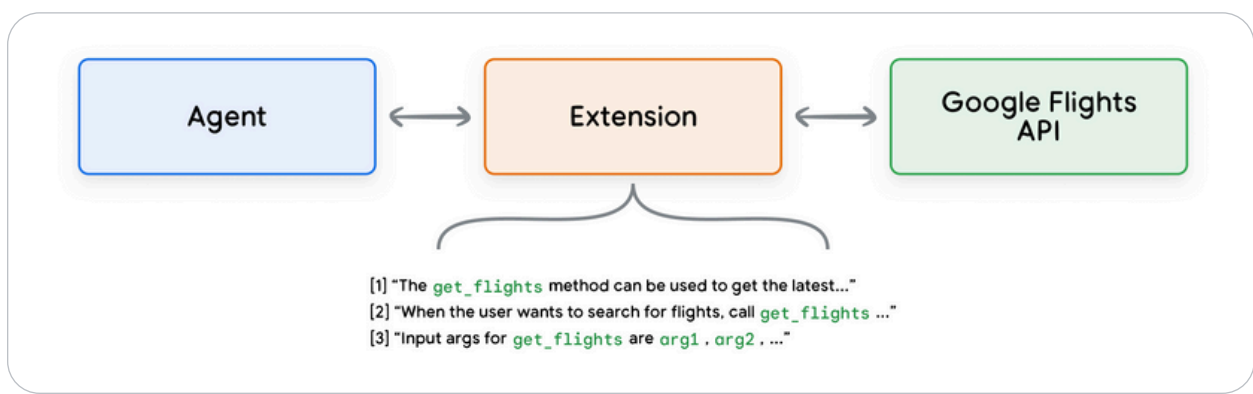 Agent
Extension
Google Flights
API
[1] “The get_flights method can be used to get the latest...”
[2] “When the user wants to search for flights, call get_flights ...”
[3] “Input args for get_flights are arg1 , arg2 , ...”